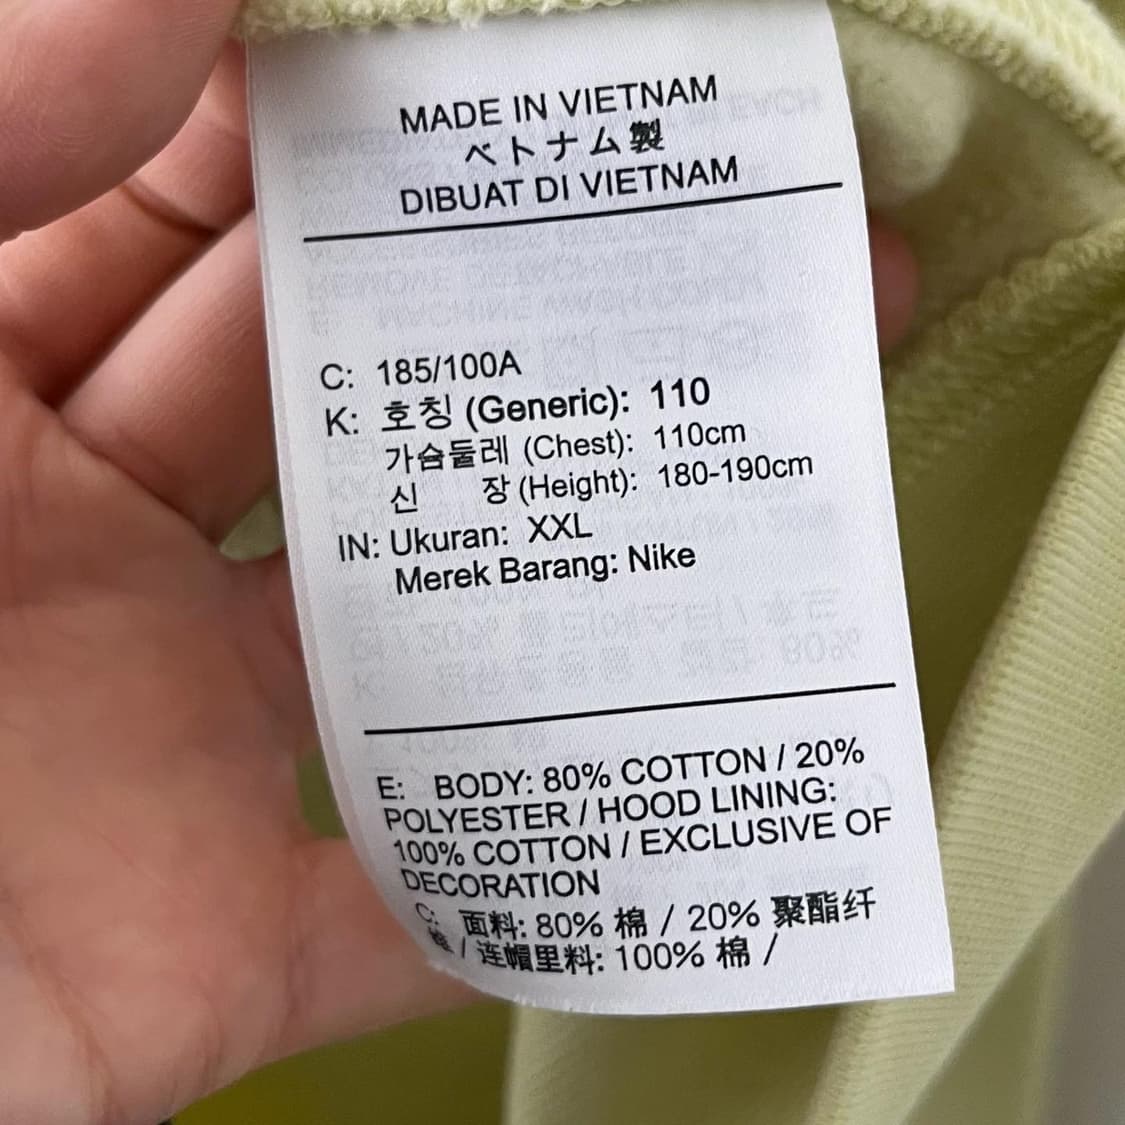 MADE IN VIETNAM
ベトナム製
DIBUAT DI VIETNAM
C: 185/100A
K: 호칭 (Generic): 110
가슴둘레 (Chest): 110cm
신 장 (Height): 180-190cm
IN: Ukuran: XXL
Merek Barang: Nike
E: BODY: 80% COTTON / 20%
POLYESTER / HOOD LINING:
100% COTTON / EXCLUSIVE OF
DECORATION
C: 面料: 80% 棉 / 20% 聚酯纤
维 / 连帽里料: 100% 棉 /